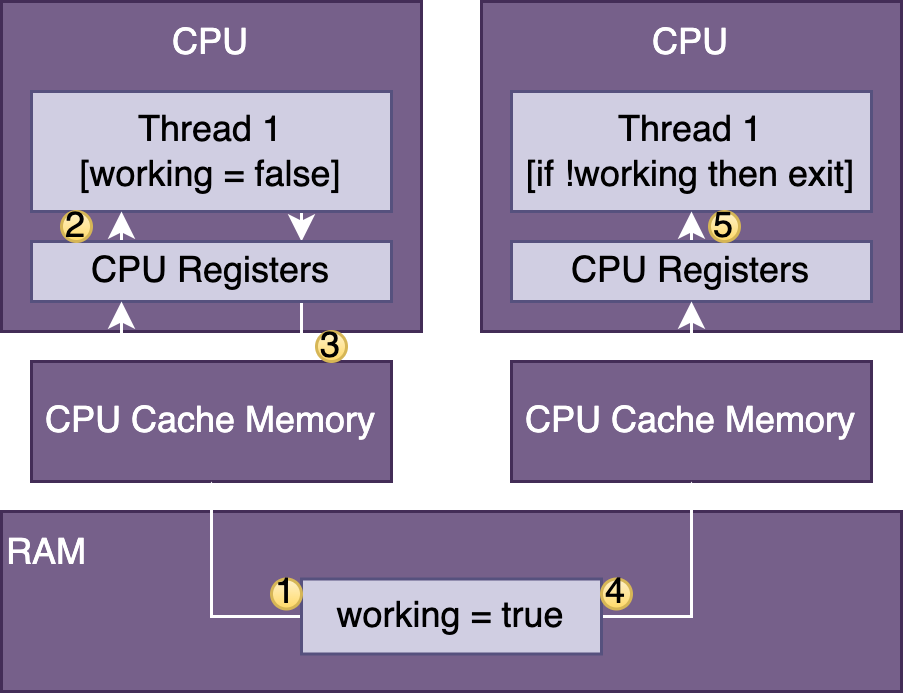 CPU
Thread 1
[working = false]
2
CPU Registers
3
CPU Cache Memory
CPU
Thread 1
[if !working then exit]
5
CPU Registers
CPU Cache Memory
RAM
1
working = true
4